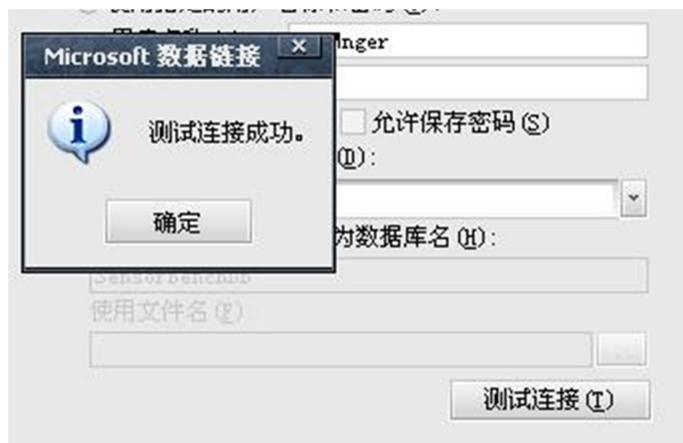 Microsoft 数据链接
测试连接成功。
确定
nger
允许保存密码(S)
(D):
为数据库名(H):
SensorBenchDb
使用文件名(F):
...
测试连接(T)